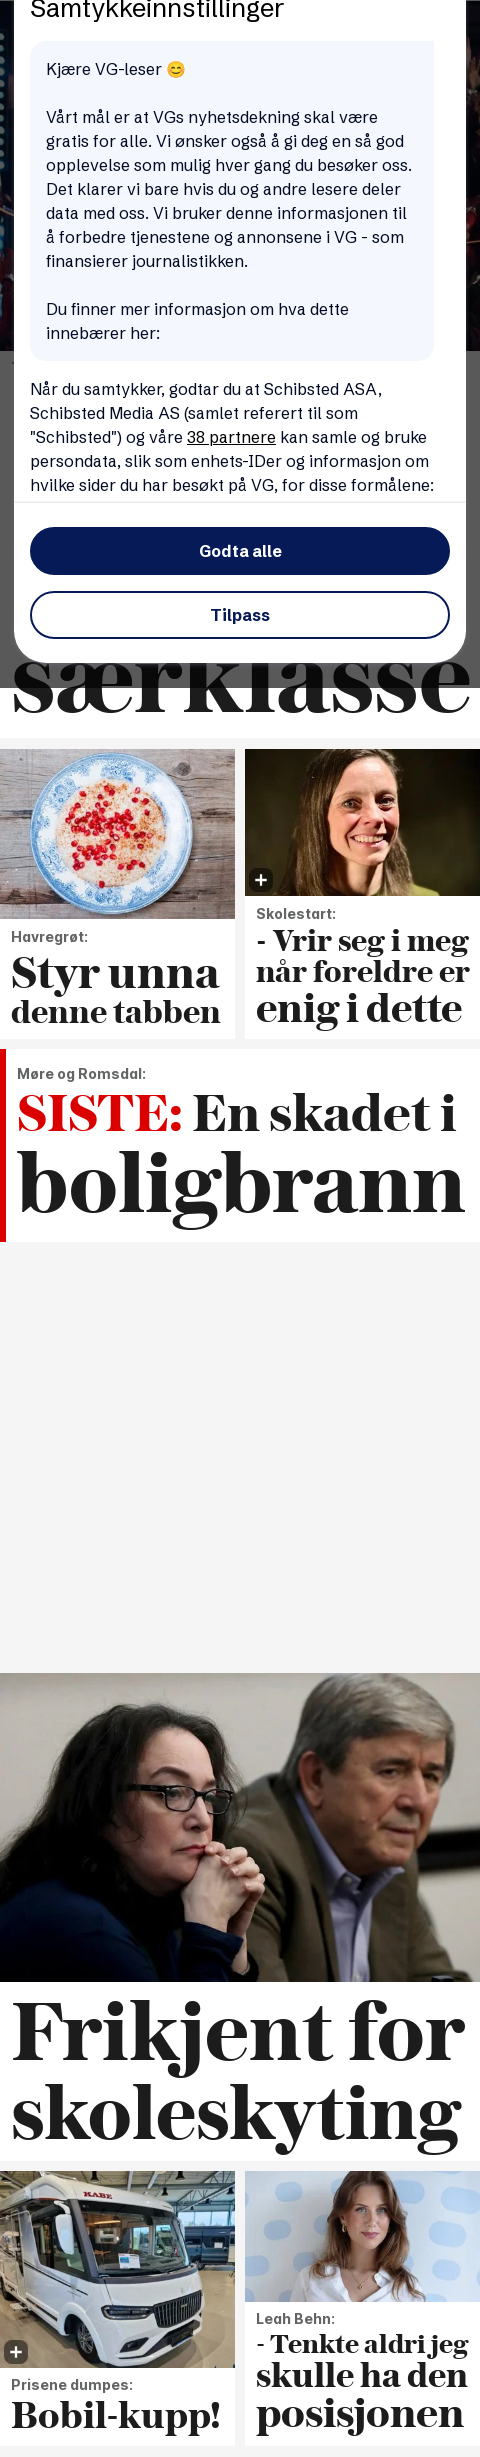 Samtykkeinnstillinger
Kjære VG-leser 😊
Vårt mål er at VGs nyhetsdekning skal være
gratis for alle. Vi ønsker også å gi deg en så god
opplevelse som mulig hver gang du besøker oss.
Det klarer vi bare hvis du og andre lesere deler
data med oss. Vi bruker denne informasjonen til
å forbedre tjenestene og annonsene i VG - som
finansierer journalistikken.
Du finner mer informasjon om hva dette
innebærer her:
Når du samtykker, godtar du at Schibsted ASA,
Schibsted Media AS (samlet referert til som
"Schibsted") og våre 38 partnere kan samle og bruke
persondata, slik som enhets-IDer og informasjon om
hvilke sider du har besøkt på VG, for disse formålene:
Godta alle
Tilpass
særklasse
Havregrøt:
Styr unna
denne tabben
Skolestart:
- Vrir seg i meg
når foreldre er
enig i dette
Møre og Romsdal:
SISTE: En skadet i
boligbrann
Frikjent for
skoleskyting
KABE
Prisene dumpes:
Bobil-kupp!
Leah Behn:
- Tenkte aldri jeg
skulle ha den
posisjonen